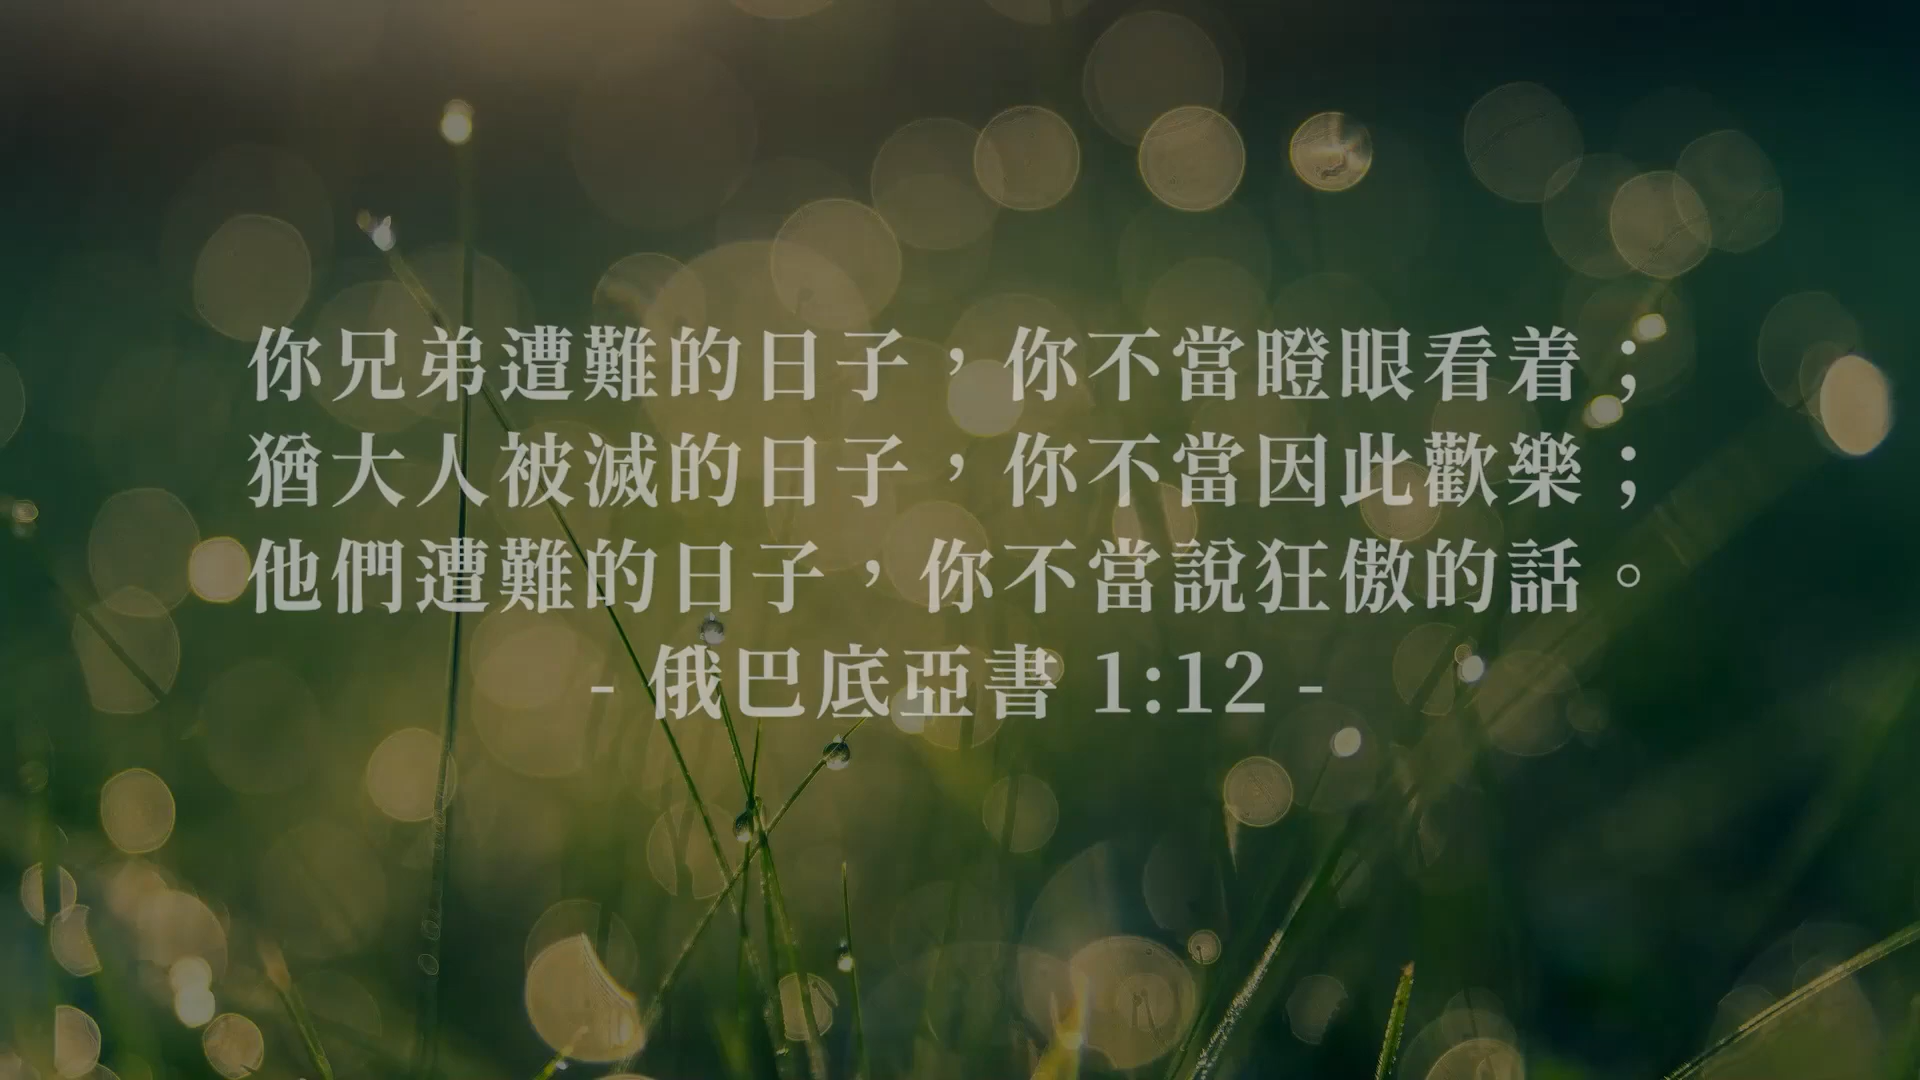 你兄弟遭難的日子，你不當瞪眼看着；
猶大人被滅的日子，你不當因此歡樂；
他們遭難的日子，你不當說狂傲的話。
- 俄巴底亞書 1:12 -